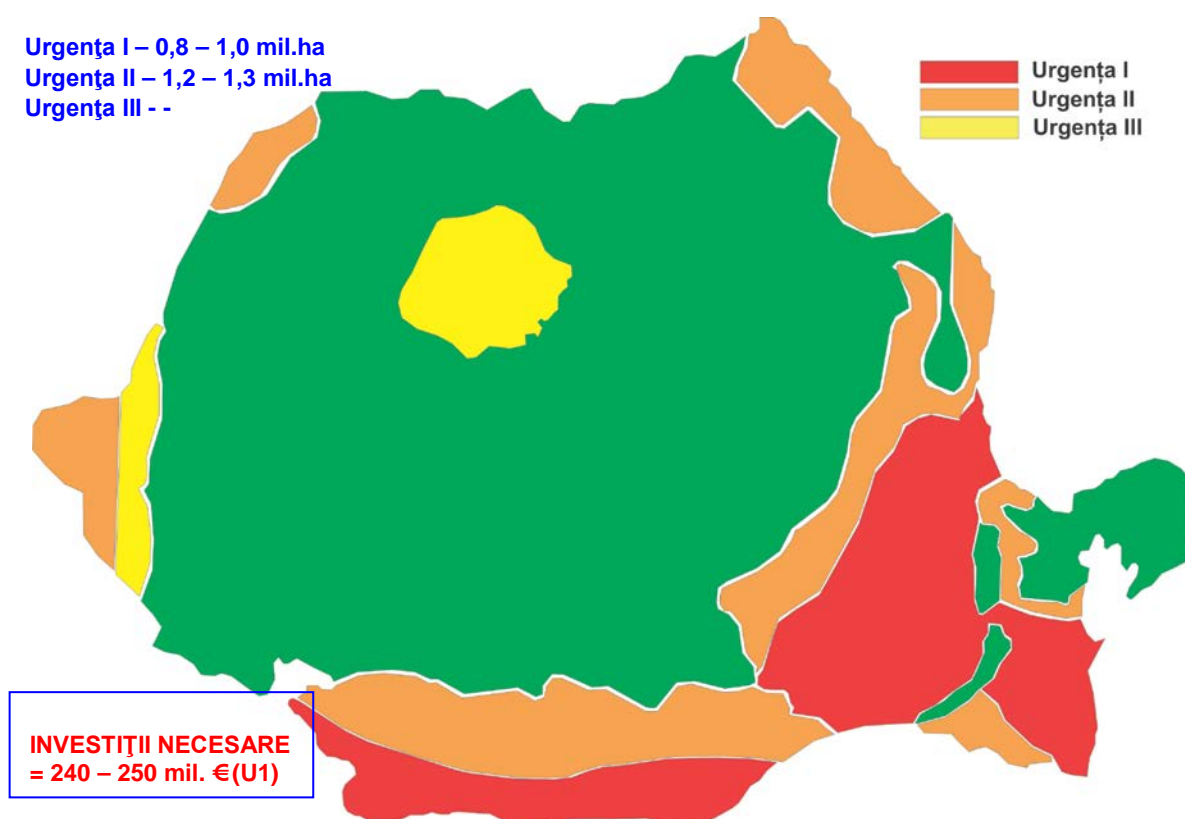 Urgenţa I – 0,8 – 1,0 mil.ha
Urgenţa II – 1,2 – 1,3 mil.ha
Urgenţa III - -
Urgența I
Urgența II
Urgența III
INVESTIŢII NECESARE
= 240 – 250 mil. €(U1)